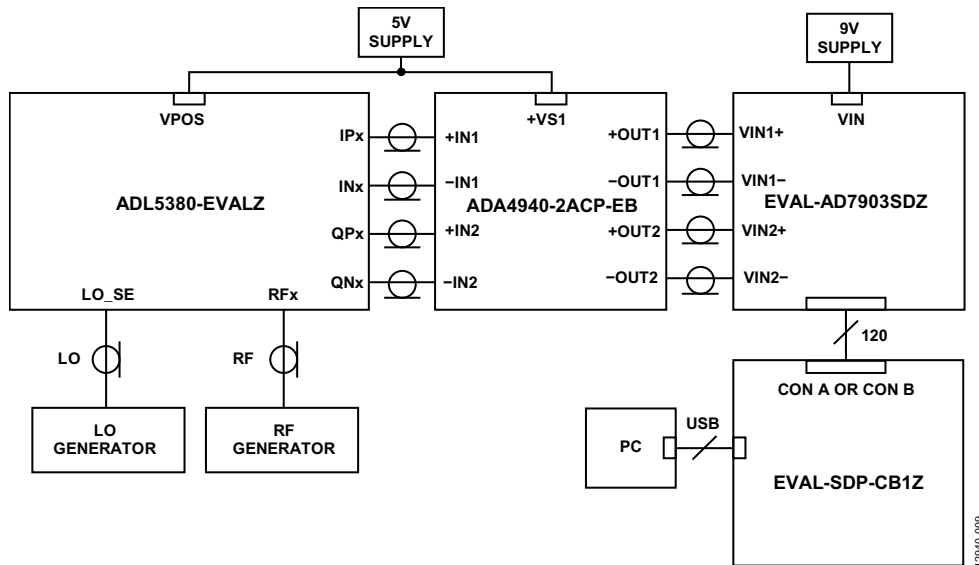 5V
SUPPLY
9V
SUPPLY
VPOS
+VS1
VIN
IPx
+IN1
+OUT1
VIN1+
INx
−IN1
−OUT1
VIN1−
ADL5380-EVALZ
ADA4940-2ACP-EB
EVAL-AD7903SDZ
QPx
+IN2
+OUT2
VIN2+
QNx
−IN2
−OUT2
VIN2−
LO_SE
RFx
120
LO
RF
CON A OR CON B
LO
GENERATOR
RF
GENERATOR
PC
USB
EVAL-SDP-CB1Z
12940-009